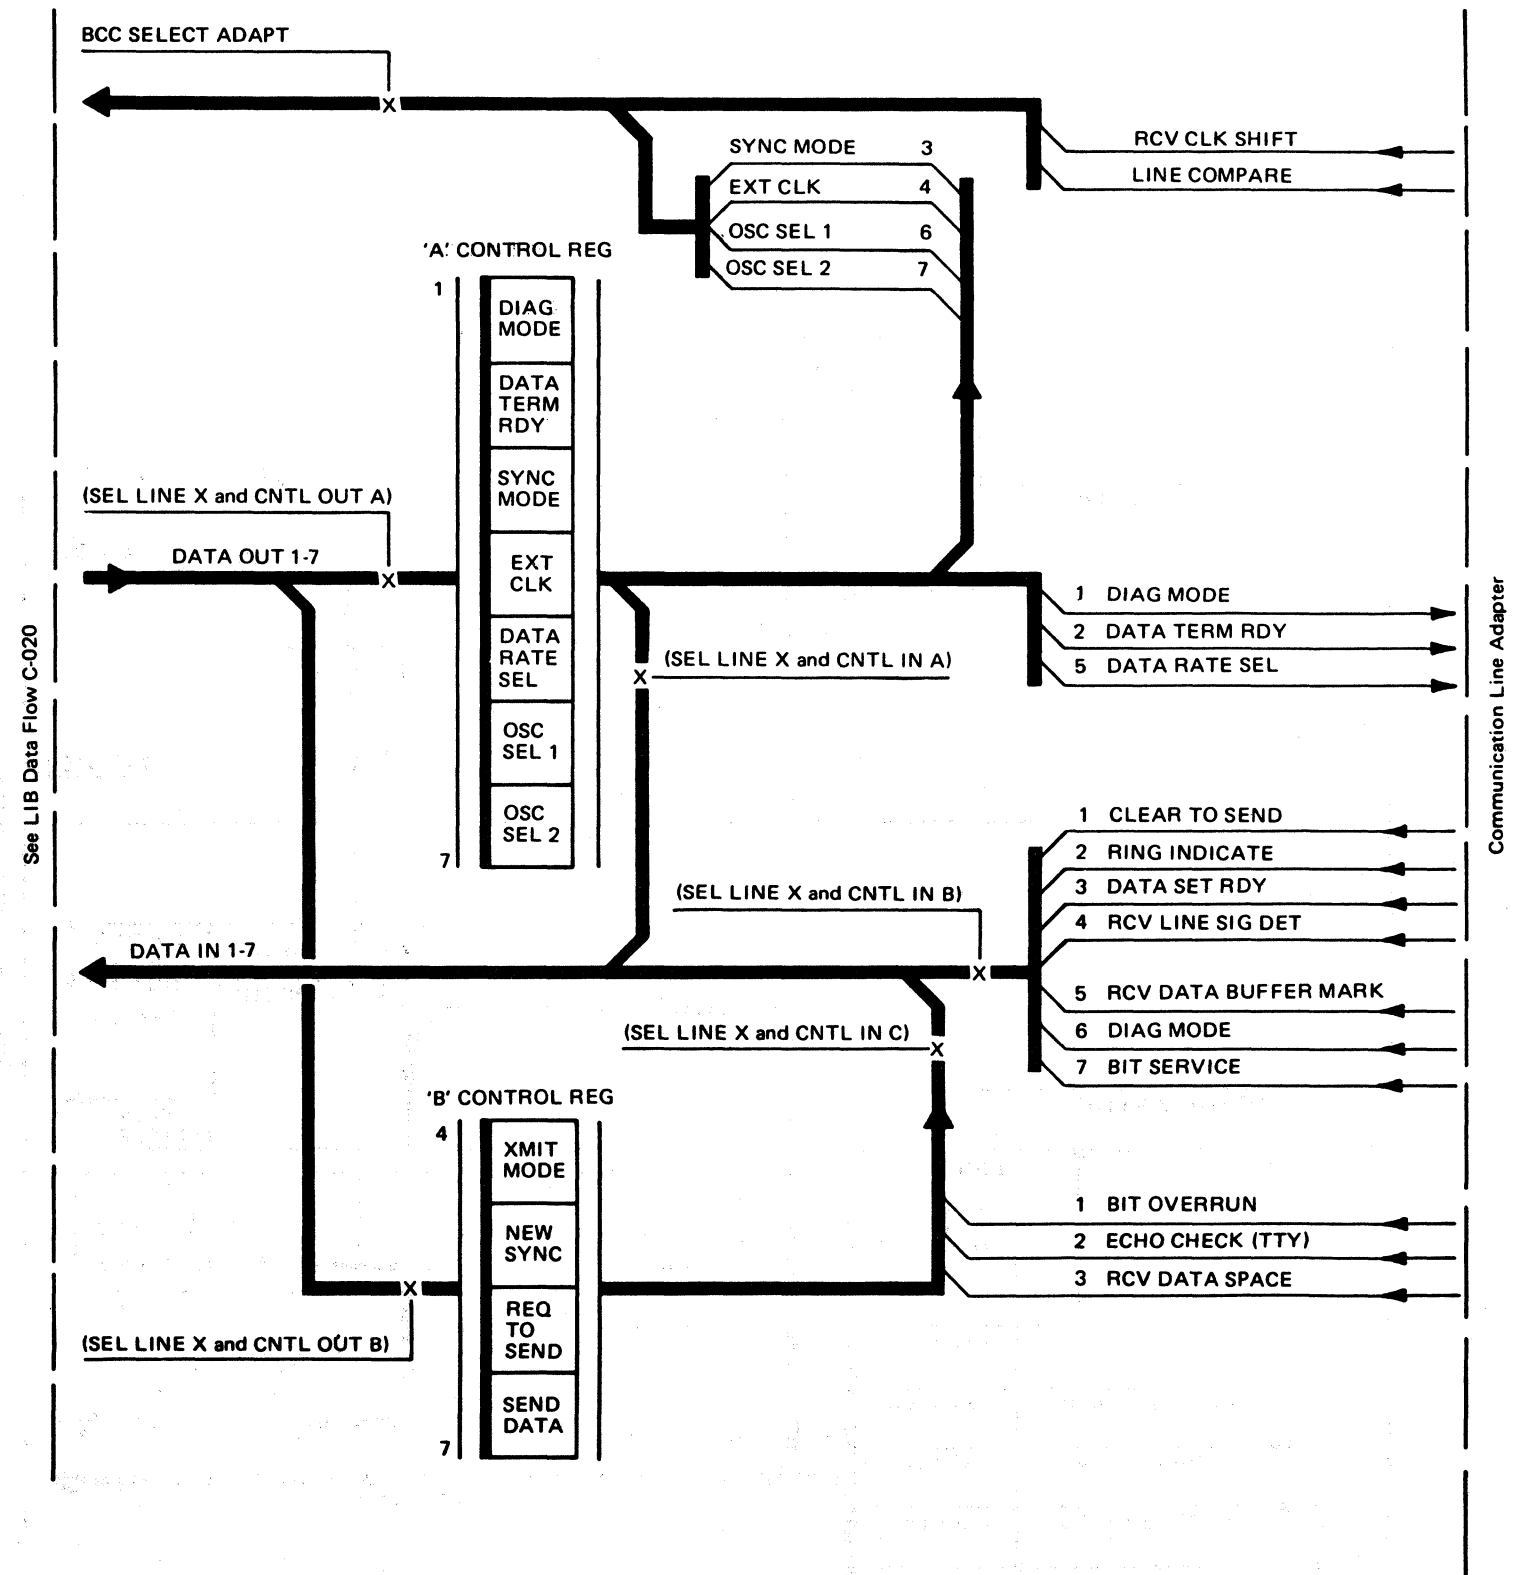 BCC SELECT ADAPT
RCV CLK SHIFT
LINE COMPARE
SYNC MODE 3
EXT CLK 4
OSC SEL 1 6
OSC SEL 2 7
'A' CONTROL REG
1
DIAG
MODE
DATA
TERM
RDY
SYNC
MODE
EXT
CLK
DATA
RATE
SEL
OSC
SEL 1
OSC
SEL 2
7
(SEL LINE X and CNTL OUT A)
X
X
DATA OUT 1-7
X
(SEL LINE X and CNTL IN A)
1 DIAG MODE
2 DATA TERM RDY
5 DATA RATE SEL
See LIB Data Flow C-020
Communication Line Adapter
1 CLEAR TO SEND
2 RING INDICATE
3 DATA SET RDY
4 RCV LINE SIG DET
5 RCV DATA BUFFER MARK
6 DIAG MODE
7 BIT SERVICE
(SEL LINE X and CNTL IN B)
X
DATA IN 1-7
(SEL LINE X and CNTL IN C)
X
'B' CONTROL REG
4
XMIT
MODE
NEW
SYNC
REQ
TO
SEND
SEND
DATA
7
1 BIT OVERRUN
2 ECHO CHECK (TTY)
3 RCV DATA SPACE
X
(SEL LINE X and CNTL OUT B)